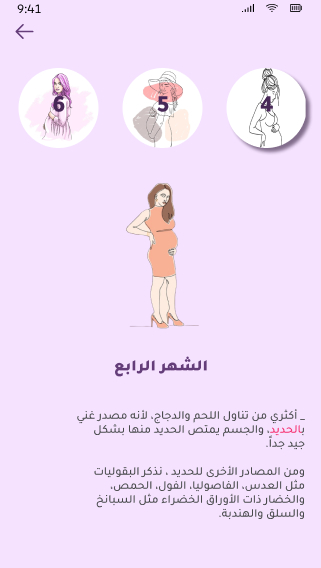 9:41
4
5
6
الشهر الرابع
_ أكثري من تناول اللحم والدجاج، لأنه مصدر غني
بالحديد، والجسم يمتص الحديد منها بشكل
جيد جداً.
ومن المصادر الأخرى للحديد ، نذكر البقوليات
مثل العدس، الفاصوليا، الفول، الحمص،
والخضار ذات الأوراق الخضراء مثل السبانخ
والسلق والهندبة.